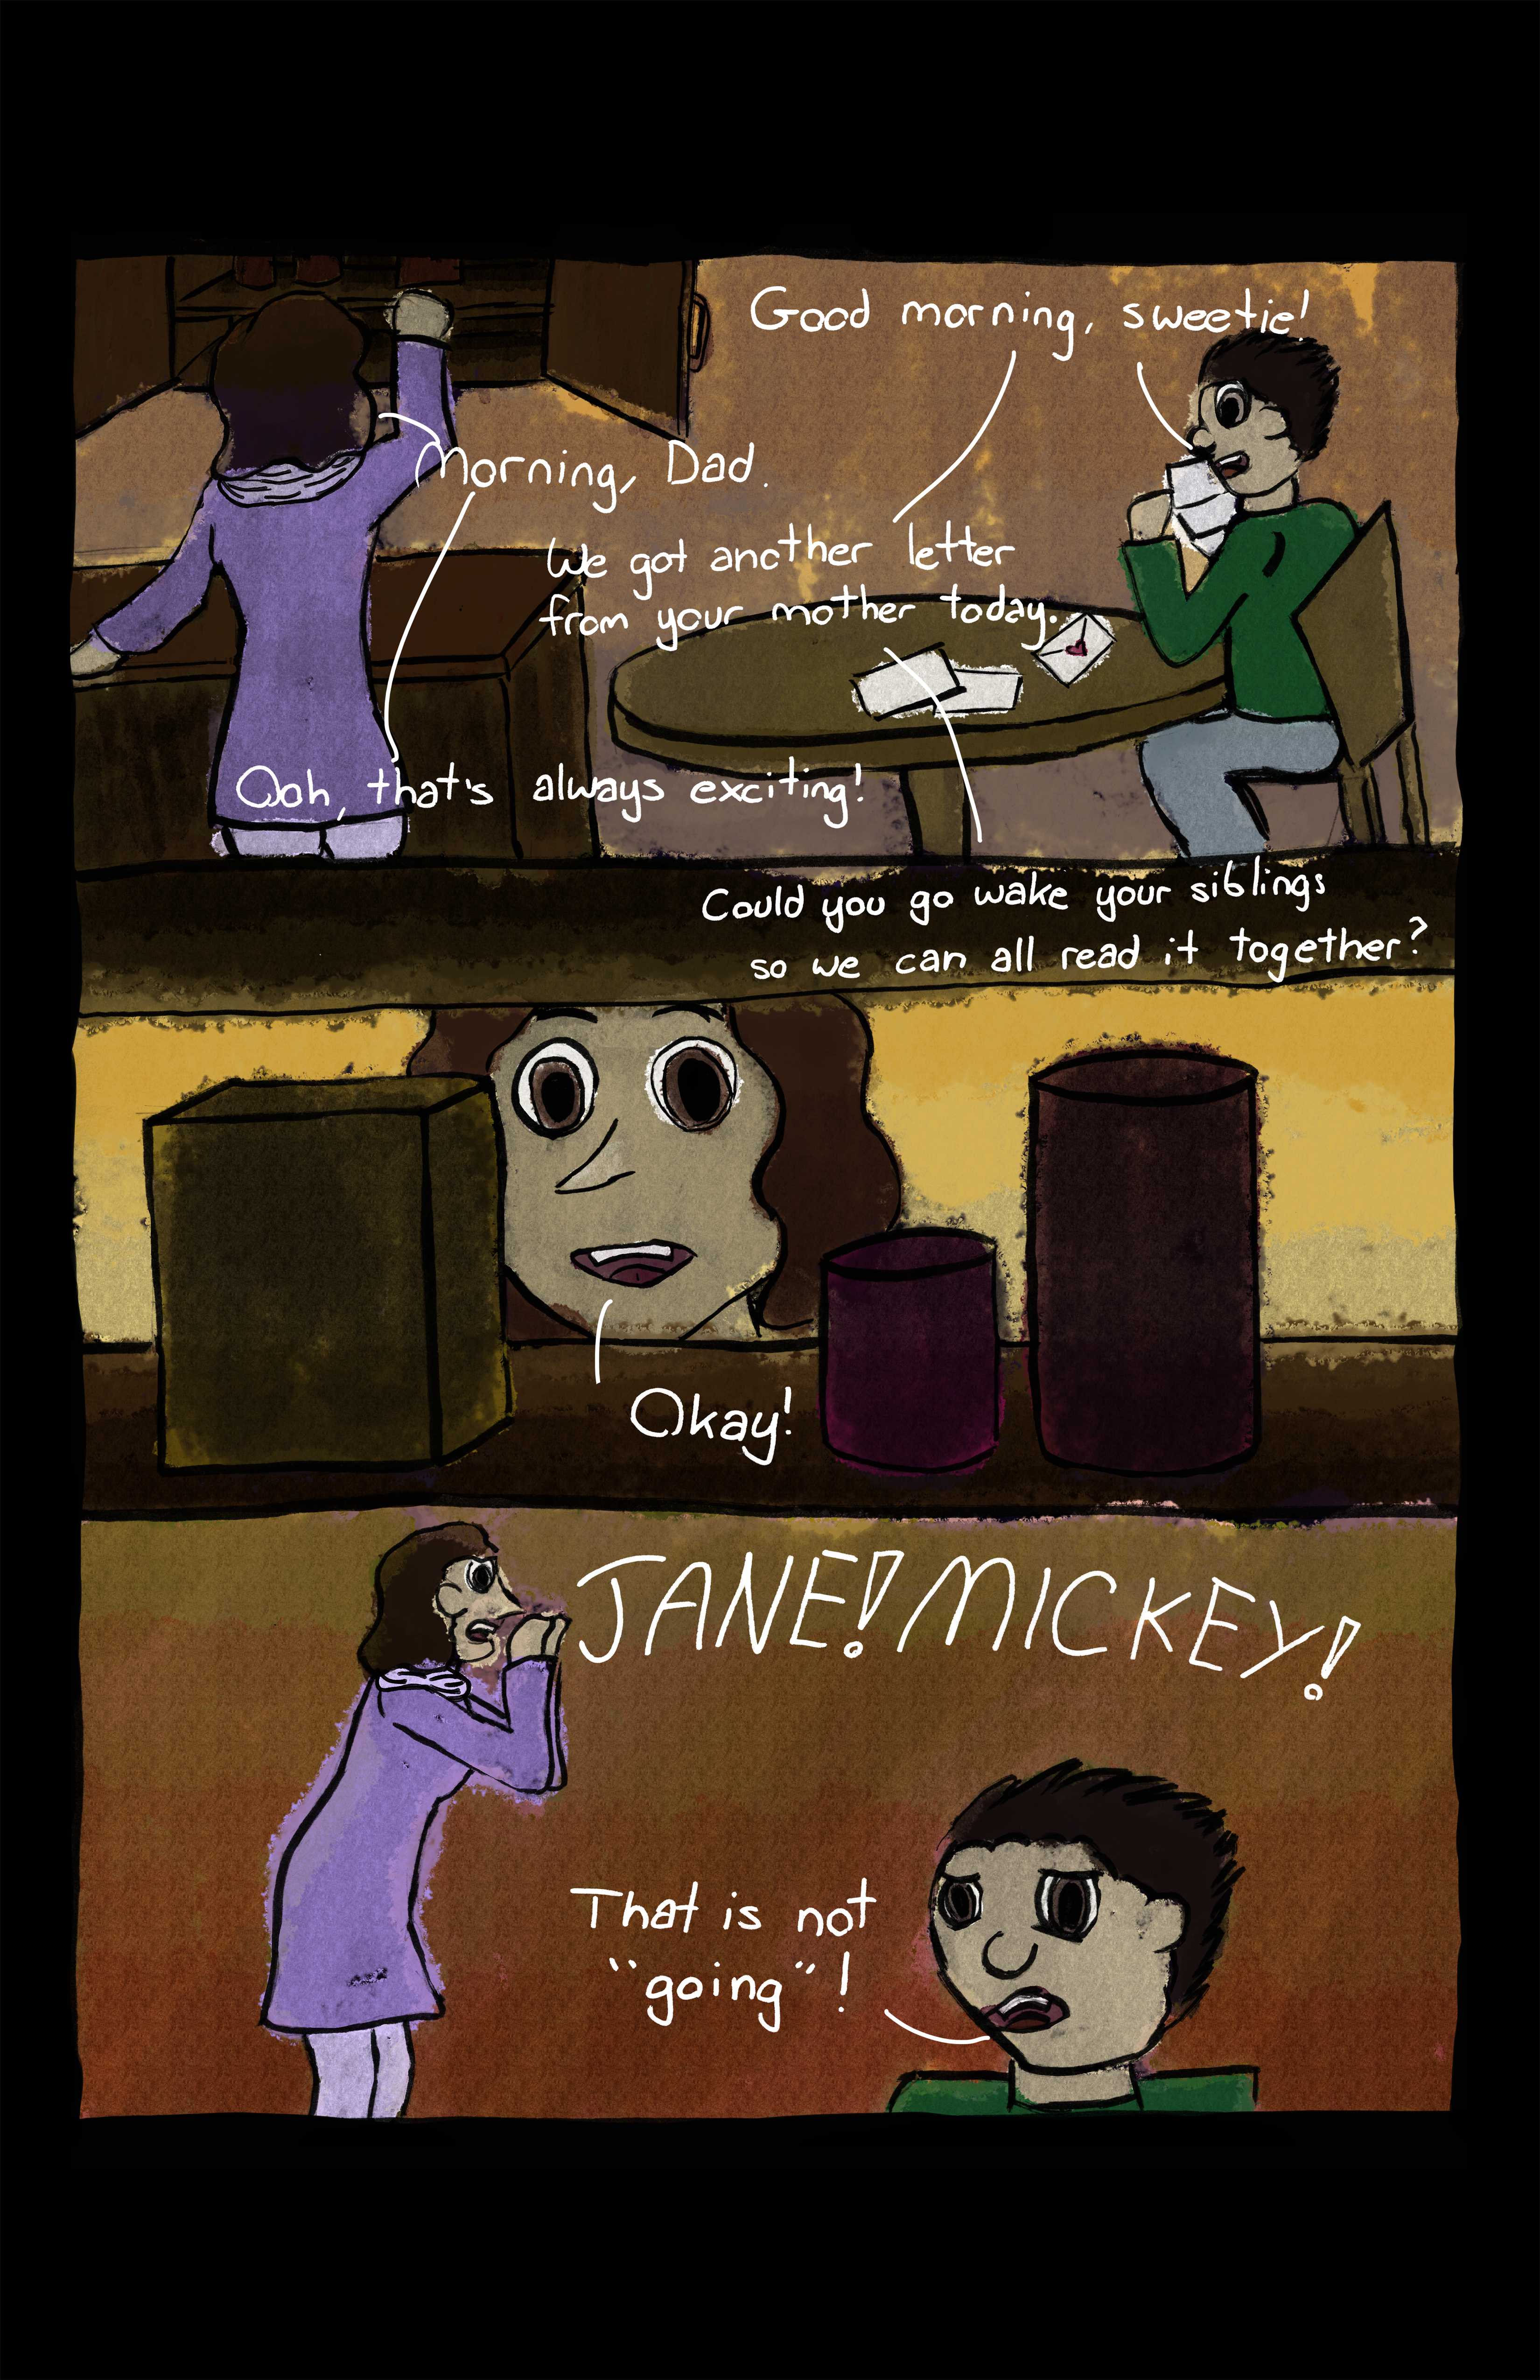 Good morning, sweetie!
Morning, Dad.
We got another letter
from your mother today.
Ooh, that's always exciting!
Could you go wake your siblings
so we can all read it together?
Okay!
JANE! MICKEY!
That is not
"going"!